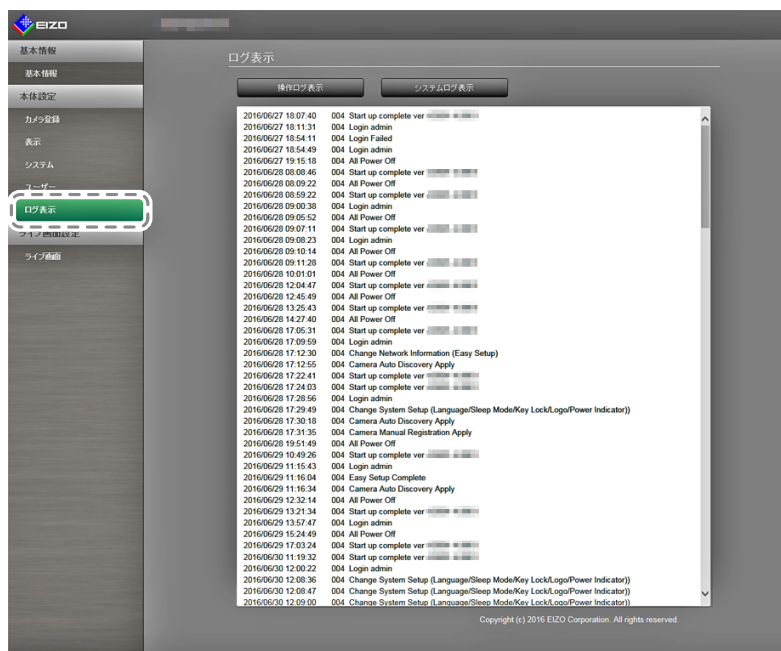 EIZO
基本情報
基本情報
本体設定
カメラ登録
表示
システム
ユーザー
ログ表示
ライブ画面設定
ライブ画面
ログ表示
操作ログ表示 システムログ表示
2016/06/27 18:07:40 004 Start up complete ver
2016/06/27 18:11:31 004 Login admin
2016/06/27 18:54:11 004 Login Failed
2016/06/27 18:54:49 004 Login admin
2016/06/27 19:15:18 004 All Power Off
2016/06/28 08:08:46 004 Start up complete ver
2016/06/28 08:09:22 004 All Power Off
2016/06/28 08:59:22 004 Start up complete ver
2016/06/28 09:00:38 004 Login admin
2016/06/28 09:05:52 004 All Power Off
2016/06/28 09:07:11 004 Start up complete ver
2016/06/28 09:08:23 004 Login admin
2016/06/28 09:10:14 004 All Power Off
2016/06/28 09:11:28 004 Start up complete ver
2016/06/28 10:01:01 004 All Power Off
2016/06/28 12:04:47 004 Start up complete ver
2016/06/28 12:45:49 004 All Power Off
2016/06/28 13:25:43 004 Start up complete ver
2016/06/28 14:27:40 004 All Power Off
2016/06/28 17:05:31 004 Start up complete ver
2016/06/28 17:09:59 004 Login admin
2016/06/28 17:12:30 004 Change Network Information (Easy Setup)
2016/06/28 17:12:55 004 Camera Auto Discovery Apply
2016/06/28 17:22:41 004 Start up complete ver
2016/06/28 17:24:03 004 Start up complete ver
2016/06/28 17:28:56 004 Login admin
2016/06/28 17:29:49 004 Change System Setup (Language/Sleep Mode/Key Lock/Logo/Power Indicator))
2016/06/28 17:30:18 004 Camera Auto Discovery Apply
2016/06/28 17:31:35 004 Camera Manual Registration Apply
2016/06/28 19:51:49 004 All Power Off
2016/06/29 10:49:26 004 Start up complete ver
2016/06/29 11:15:43 004 Login admin
2016/06/29 11:16:04 004 Easy Setup Complete
2016/06/29 11:16:34 004 Camera Auto Discovery Apply
2016/06/29 12:32:14 004 All Power Off
2016/06/29 13:21:34 004 Start up complete ver
2016/06/29 13:57:47 004 Login admin
2016/06/29 15:24:49 004 All Power Off
2016/06/29 17:03:24 004 Start up complete ver
2016/06/30 11:19:32 004 Start up complete ver
2016/06/30 12:00:22 004 Login admin
2016/06/30 12:08:36 004 Change System Setup (Language/Sleep Mode/Key Lock/Logo/Power Indicator))
2016/06/30 12:08:47 004 Change System Setup (Language/Sleep Mode/Key Lock/Logo/Power Indicator))
2016/06/30 12:09:00 004 Change System Setup (Language/Sleep Mode/Key Lock/Logo/Power Indicator))
Copyright (c) 2016 EIZO Corporation. All rights reserved.